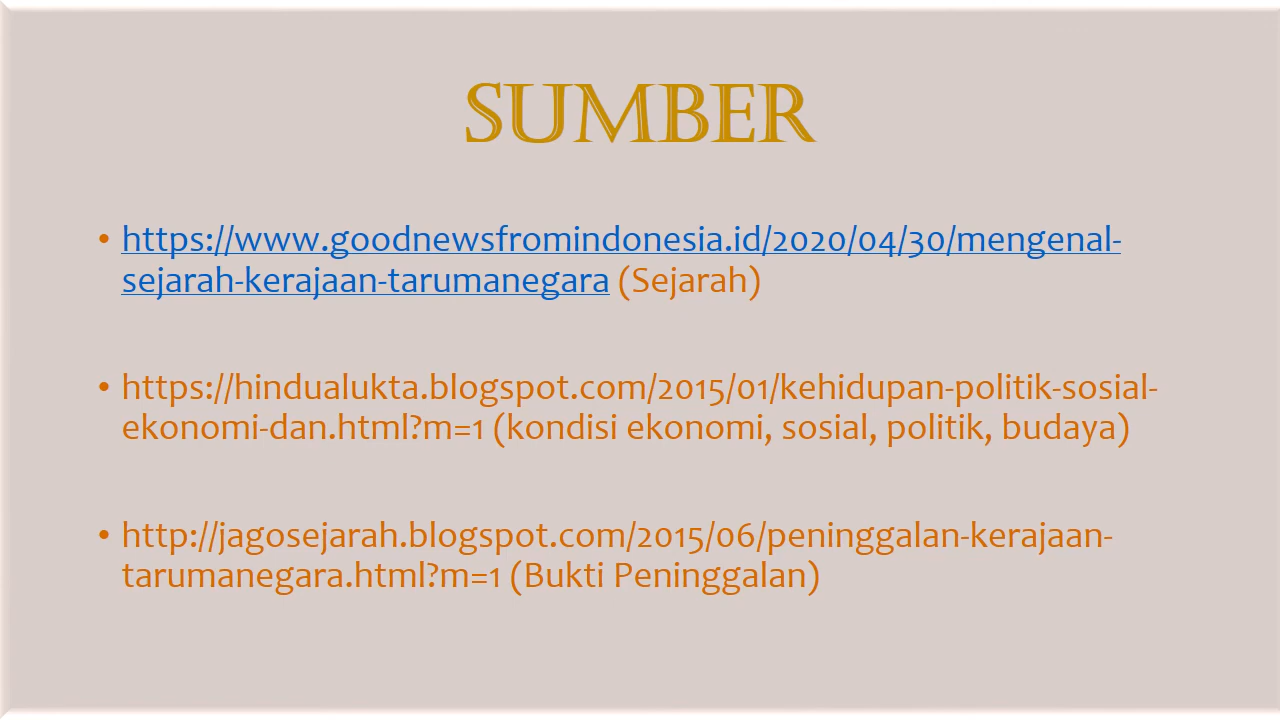 SUMBER
• https://www.goodnewsfromindonesia.id/2020/04/30/mengenal-
sejarah-kerajaan-tarumanegara (Sejarah)
• https://hindualukta.blogspot.com/2015/01/kehidupan-politik-sosial-
ekonomi-dan.html?m=1 (kondisi ekonomi, sosial, politik, budaya)
• http://jagosejarah.blogspot.com/2015/06/peninggalan-kerajaan-
tarumanegara.html?m=1 (Bukti Peninggalan)